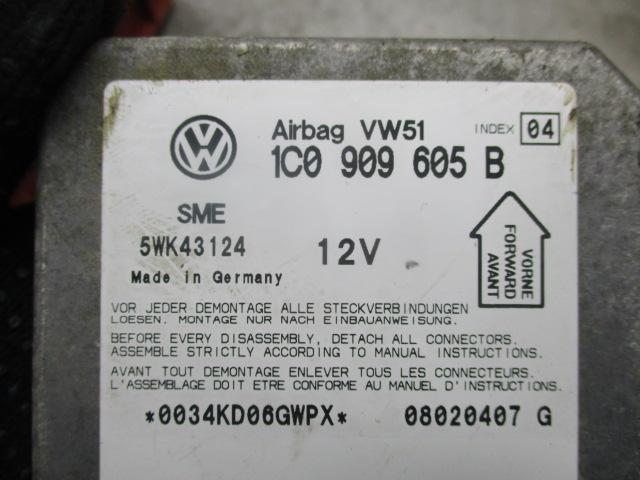 Airbag VW51 INDEX 04
1C0 909 605 B
SME
5WK43124 12V
Made in Germany
VORNE
FORWARD
AVANT
VOR JEDER DEMONTAGE ALLE STECKVERBINDUNGEN
LOESEN. MONTAGE NUR NACH EINBAUANWEISUNG.
BEFORE EVERY DISASSEMBLY, DETACH ALL CONNECTORS.
ASSEMBLE STRICTLY ACCORDING TO MANUAL INSTRUCTIONS.
AVANT TOUT DEMONTAGE ENLEVER TOUS LES CONNECTEURS.
L'ASSEMBLAGE DOIT ETRE CONFORME AU MANUEL D'INSTRUCTIONS.
*0034KD06GWPX* 08020407 G